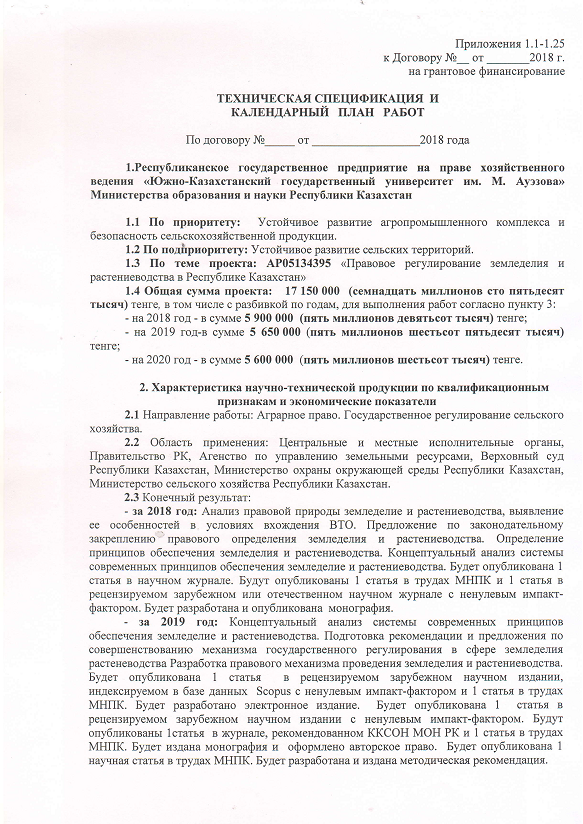 Приложения 1.1-1.25
к Договору №__ от _______2018 г.
на грантовое финансирование
ТЕХНИЧЕСКАЯ СПЕЦИФИКАЦИЯ И
КАЛЕНДАРНЫЙ ПЛАН РАБОТ
По договору №_____ от __________________2018 года
1.Республиканское государственное предприятие на праве хозяйственного
ведения «Южно-Казахстанский государственный университет им. М. Ауэзова»
Министерства образования и науки Республики Казахстан
1.1 По приоритету: Устойчивое развитие агропромышленного комплекса и
безопасность сельскохозяйственной продукции.
1.2 По подприоритету: Устойчивое развитие сельских территорий.
1.3 По теме проекта: АР05134395 «Правовое регулирование земледелия и
растениеводства в Республике Казахстан»
1.4 Общая сумма проекта: 17 150 000 (семнадцать миллионов сто пятьдесят
тысяч) тенге, в том числе с разбивкой по годам, для выполнения работ согласно пункту 3:
- на 2018 год - в сумме 5 900 000 (пять миллионов девятьсот тысяч) тенге;
- на 2019 год-в сумме 5 650 000 (пять миллионов шестьсот пятьдесят тысяч)
тенге;
- на 2020 год - в сумме 5 600 000 (пять миллионов шестьсот тысяч) тенге.
2. Характеристика научно-технической продукции по квалификационным
признакам и экономические показатели
2.1 Направление работы: Аграрное право. Государственное регулирование сельского
хозяйства.
2.2 Область применения: Центральные и местные исполнительные органы,
Правительство РК, Агенство по управлению земельными ресурсами, Верховный суд
Республики Казахстан, Министерство охраны окружающей среды Республики Казахстан,
Министерство сельского хозяйства Республики Казахстан.
2.3 Конечный результат:
- за 2018 год: Анализ правовой природы земледелие и растениеводства, выявление
ее особенностей в условиях вхождения ВТО. Предложение по законодательному
закреплению правового определения земледелия и растениеводства. Определение
принципов обеспечения земледелия и растениеводства. Концептуальный анализ системы
современных принципов обеспечения земледелие и растениеводства. Будет опубликована 1
статья в научном журнале. Будут опубликованы 1 статья в трудах МНПК и 1 статья в
рецензируемом зарубежном или отечественном научном журнале с ненулевым импакт-
фактором. Будет разработана и опубликована монография.
- за 2019 год: Концептуальный анализ системы современных принципов
обеспечения земледелие и растениеводства. Подготовка рекомендации и предложения по
совершенствованию механизма государственного регулирования в сфере земледелия
растеневодства Разработка правового механизма проведения земледелия и растениеводства.
Будет опубликована 1 статья в рецензируемом зарубежном научном издании,
индексируемом в базе данных Scopus с ненулевым импакт-фактором и 1 статья в трудах
МНПК. Будет разработано электронное издание. Будет опубликована 1 статья в
рецензируемом зарубежном научном издании с ненулевым импакт-фактором. Будут
опубликованы 1статья в журнале, рекомендованном ККСОН МОН РК и 1 статья в трудах
МНПК. Будет издана монография и оформлено авторское право. Будет опубликована 1
научная статья в трудах МНПК. Будет разработана и издана методическая рекомендация.